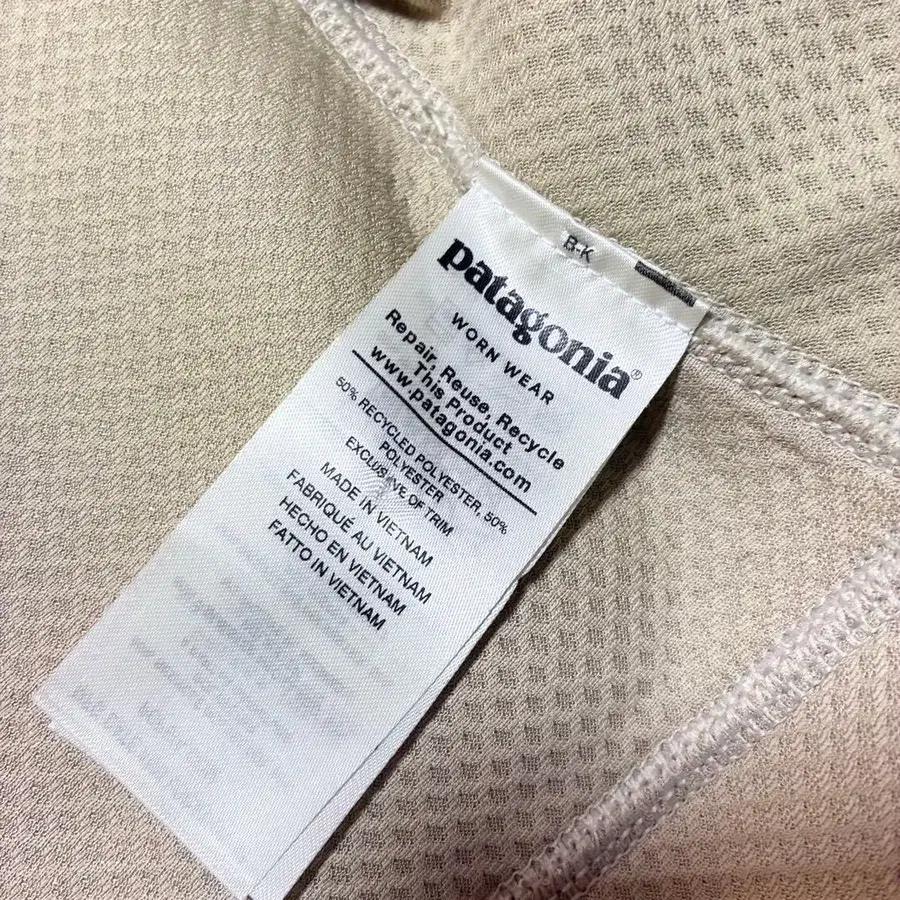 B-K
patagonia®
WORN WEAR
Repair, Reuse, Recycle
This Product
www.patagonia.com
50% RECYCLED POLYESTER, 50%
POLYESTER
EXCLUSIVE OF TRIM
MADE IN VIETNAM
FABRIQUÉ AU VIETNAM
HECHO EN VIETNAM
FATTO IN VIETNAM